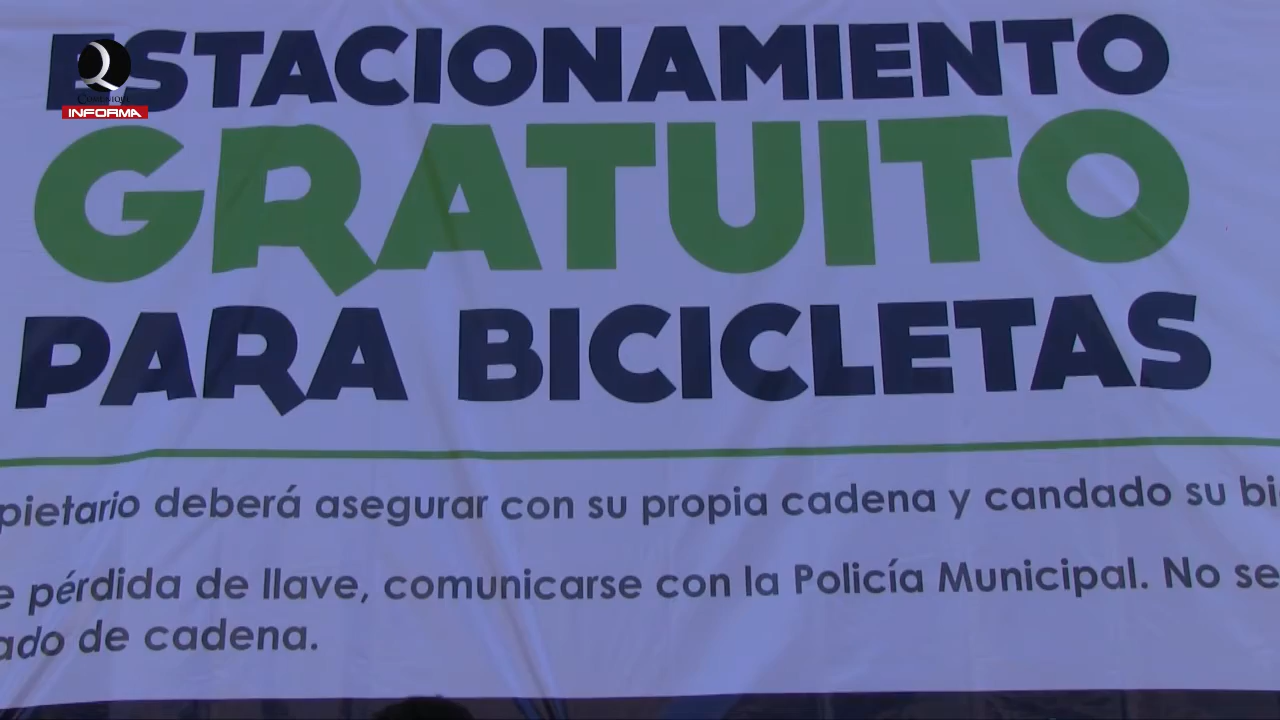 ESTACIONAMIENTO
INFORMA
GRATUITO
PARA BICICLETAS
pietario deberá asegurar con su propia cadena y candado su bi
e pérdida de llave, comunicarse con la Policía Municipal. No se
ado de cadena.